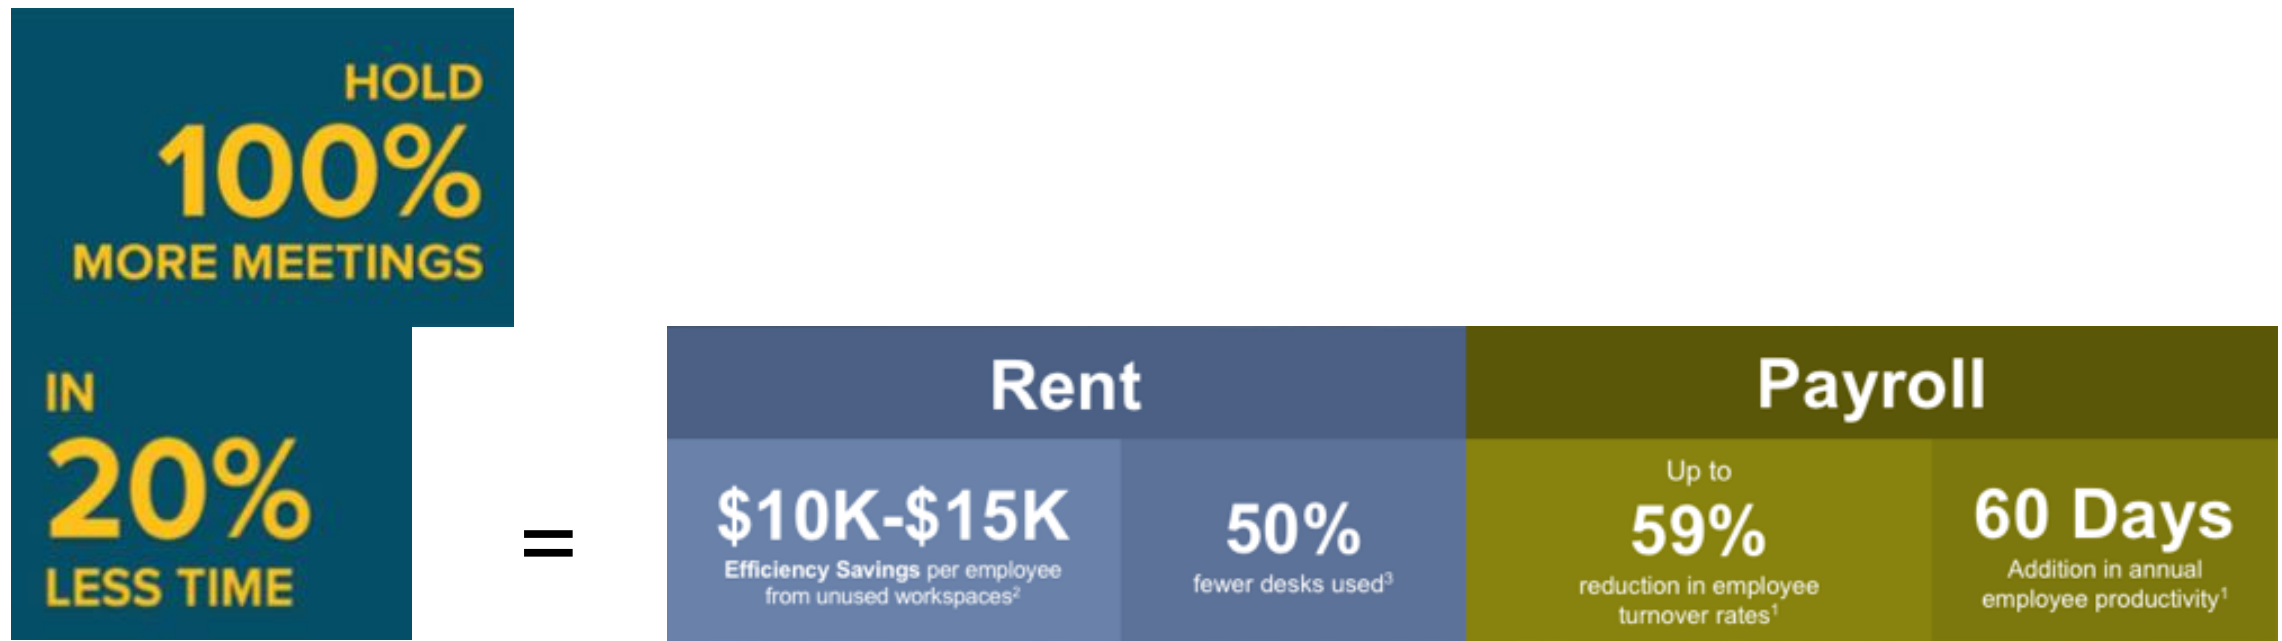 HOLD
100%
MORE MEETINGS
IN
20%
LESS TIME
=
Rent
$10K-$15K
Efficiency Savings per employee
from unused workspaces²
50%
fewer desks used³
Payroll
Up to
59%
reduction in employee
turnover rates¹
60 Days
Addition in annual
employee productivity¹